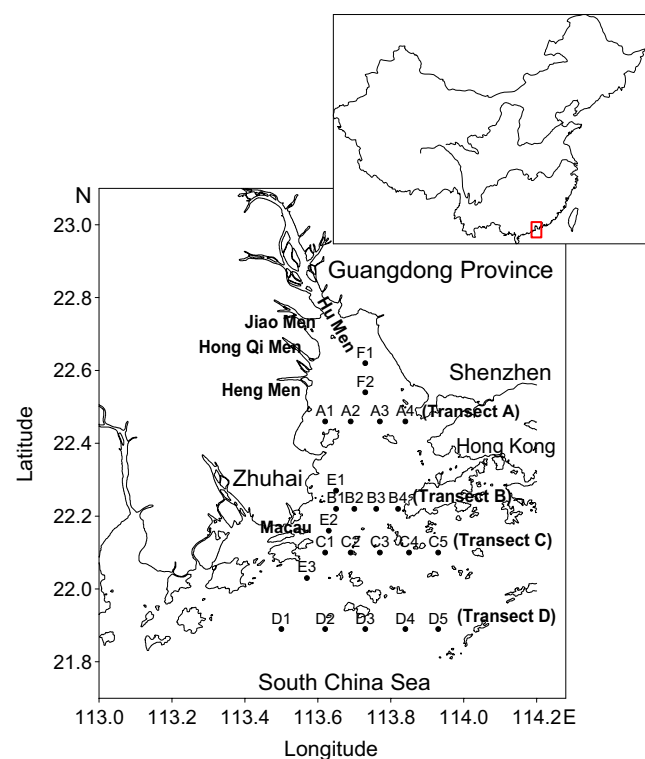 N
23.0
Guangdong Province
22.8
Hu Men
Jiao Men
Hong Qi Men
F1
22.6
Shenzhen
Heng Men
F2
A1 A2 A3 A4 (Transect A)
22.4
Hong Kong
Latitude
Zhuhai
E1
B1 B2 B3 B4 (Transect B)
22.2
Macau
E2
C1 C2 C3 C4 C5 (Transect C)
E3
22.0
D1 D2 D3 D4 D5 (Transect D)
21.8
South China Sea
113.0 113.2 113.4 113.6 113.8 114.0 114.2E
Longitude